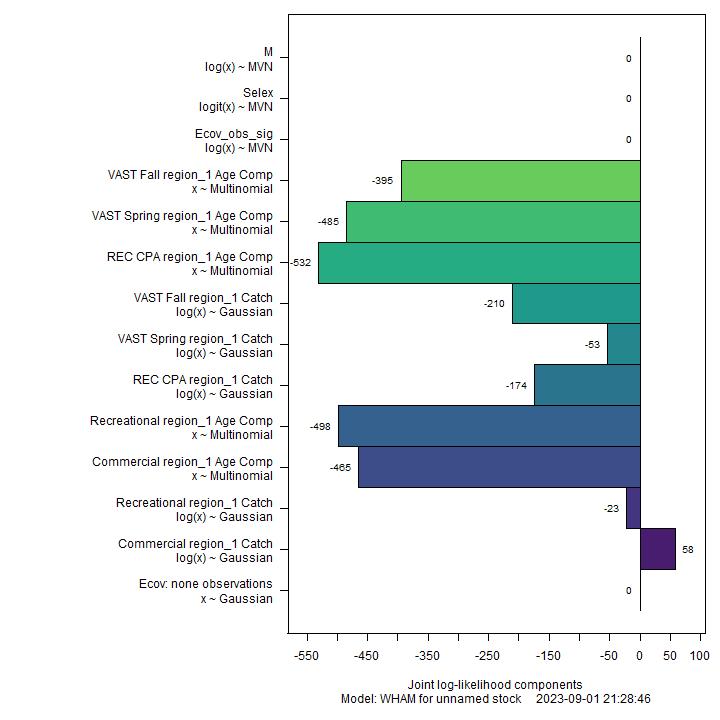 M
log(x) ~ MVN
0
Selex
logit(x) ~ MVN
0
Ecov_obs_sig
log(x) ~ MVN
0
VAST Fall region_1 Age Comp
x ~ Multinomial
-395
VAST Spring region_1 Age Comp
x ~ Multinomial
-485
REC CPA region_1 Age Comp
x ~ Multinomial
-532
VAST Fall region_1 Catch
log(x) ~ Gaussian
-210
VAST Spring region_1 Catch
log(x) ~ Gaussian
-53
REC CPA region_1 Catch
log(x) ~ Gaussian
-174
Recreational region_1 Age Comp
x ~ Multinomial
-498
Commercial region_1 Age Comp
x ~ Multinomial
-465
Recreational region_1 Catch
log(x) ~ Gaussian
-23
Commercial region_1 Catch
log(x) ~ Gaussian
58
Ecov: none observations
x ~ Gaussian
0
-550 -450 -350 -250 -150 -50 0 50 100
Joint log-likelihood components
Model: WHAM for unnamed stock 2023-09-01 21:28:46